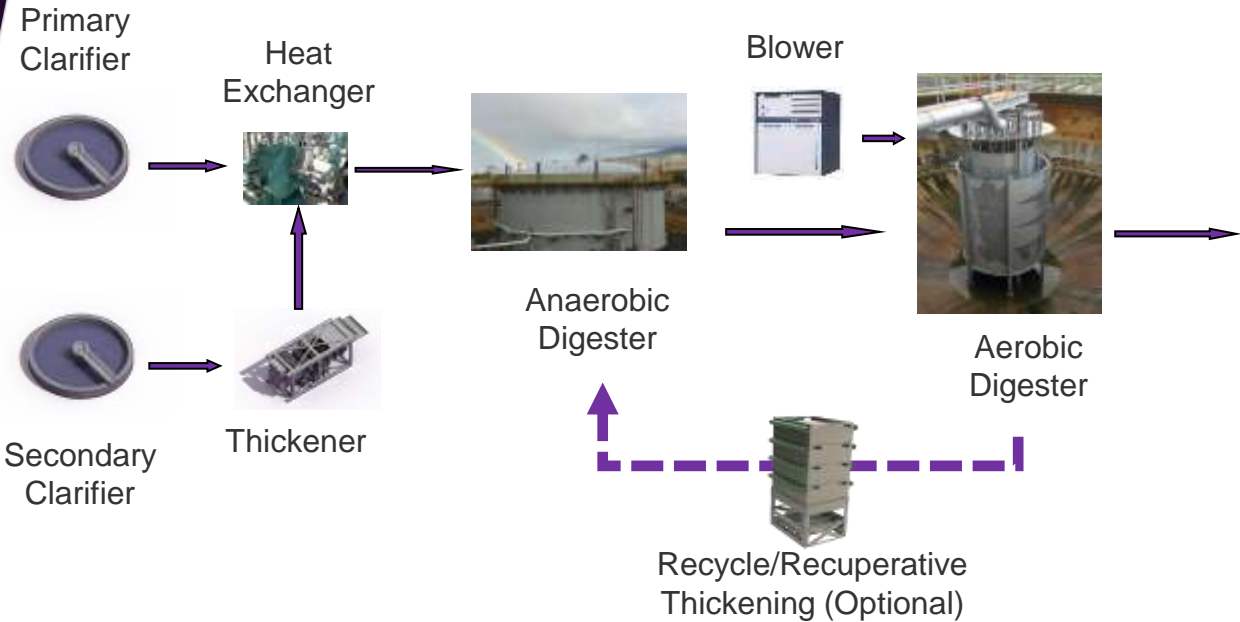 Primary
Clarifier
Heat
Exchanger
Blower
Anaerobic
Digester
Aerobic
Digester
Secondary
Clarifier
Thickener
Recycle/Recuperative
Thickening (Optional)